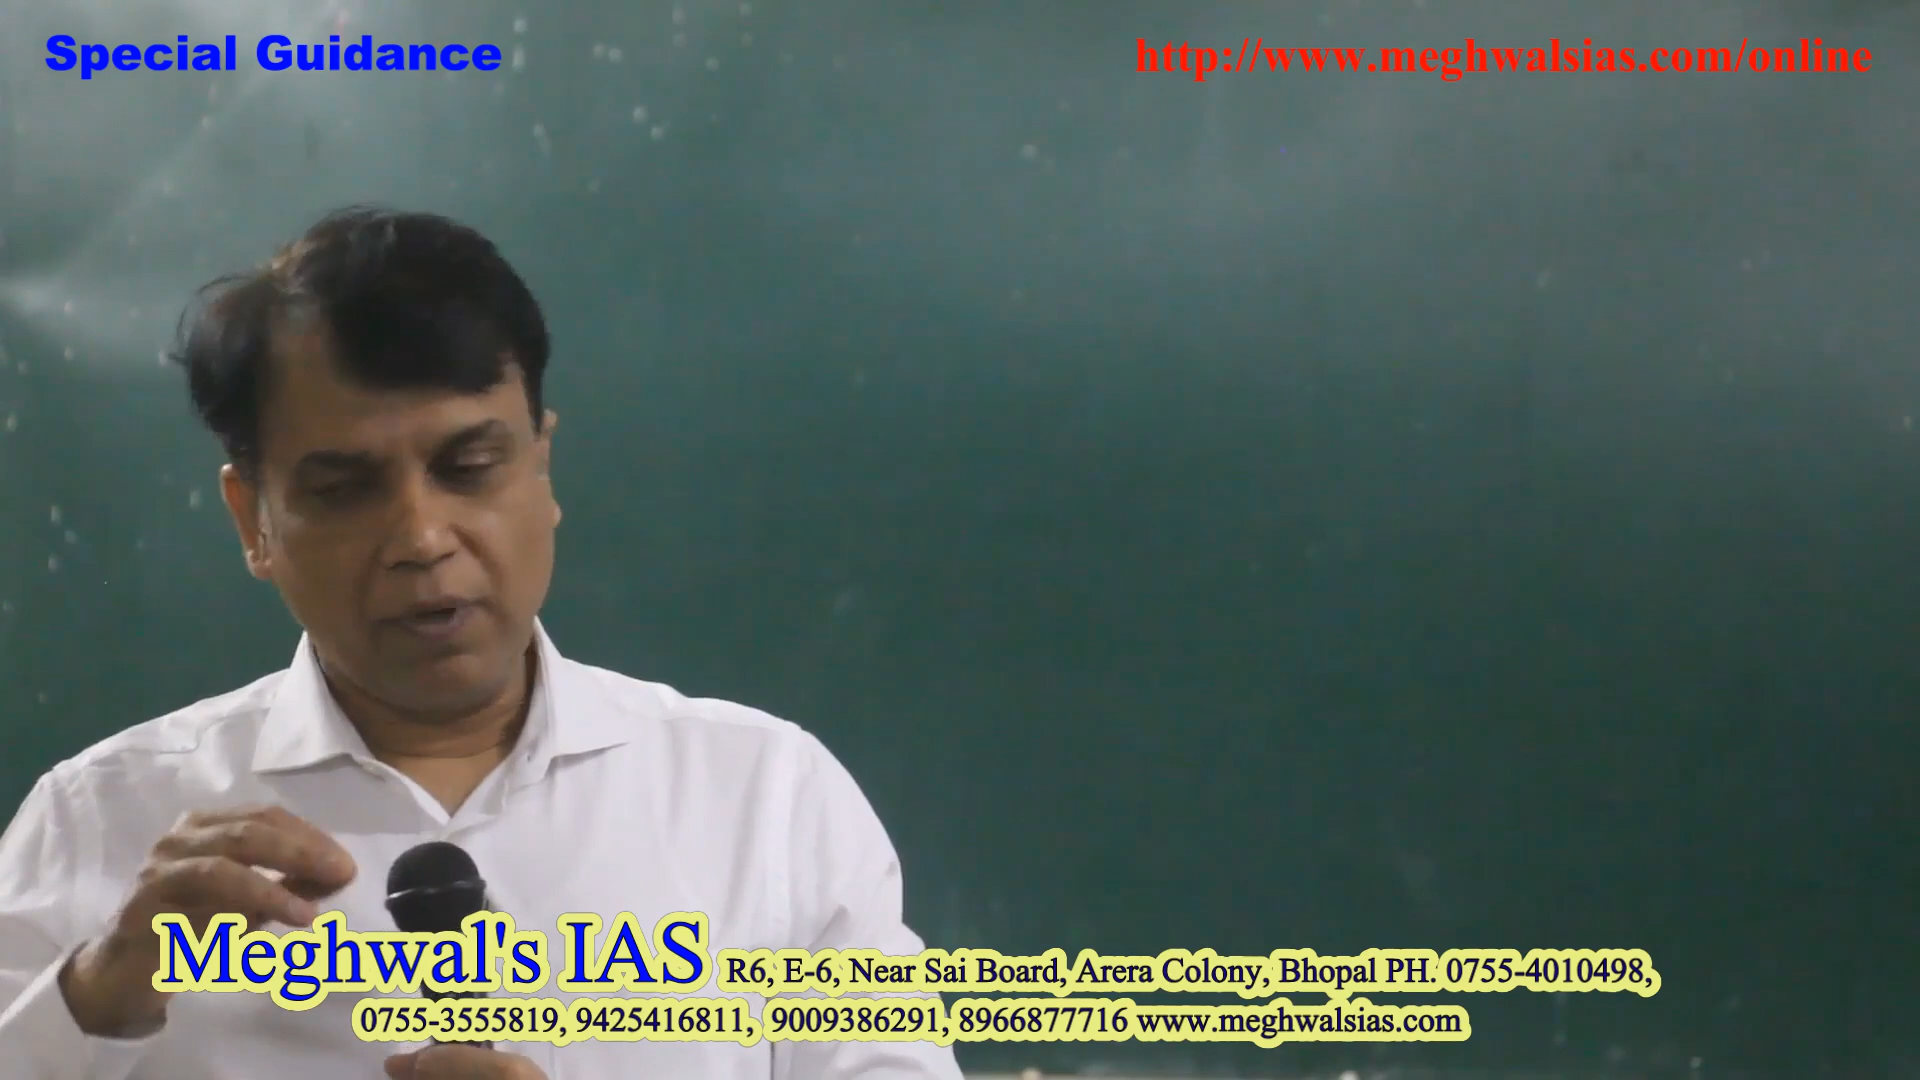 Special Guidance
http://www.meghwalsias.com/online
Meghwal's IAS R6, E-6, Near Sai Board, Arera Colony, Bhopal PH. 0755-4010498,
0755-3555819, 9425416811, 9009386291, 8966877716 www.meghwalsias.com